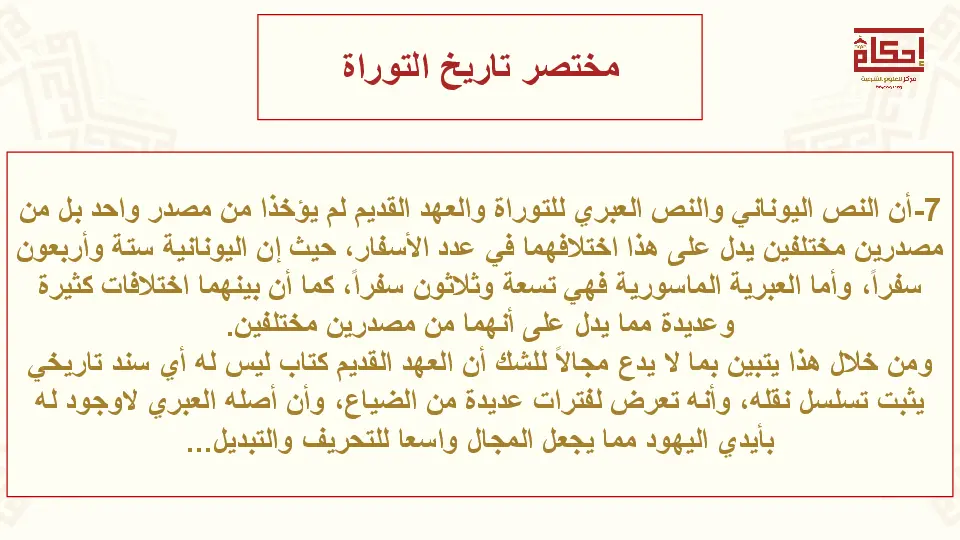 مختصر تاريخ التوراة
إحكام
مركز للعلوم الشرعية
7-أن النص اليوناني والنص العبري للتوراة والعهد القديم لم يؤخذا من مصدر واحد بل من
مصدرين مختلفين يدل على هذا اختلافهما في عدد الأسفار، حيث إن اليونانية ستة وأربعون
سفراً، وأما العبرية الماسورية فهي تسعة وثلاثون سفراً، كما أن بينهما اختلافات كثيرة
وعديدة مما يدل على أنهما من مصدرين مختلفين.
ومن خلال هذا يتبين بما لا يدع مجالاً للشك أن العهد القديم كتاب ليس له أي سند تاريخي
يثبت تسلسل نقله، وأنه تعرض لفترات عديدة من الضياع، وأن أصله العبري لاوجود له
بأيدي اليهود مما يجعل المجال واسعا للتحريف والتبديل...